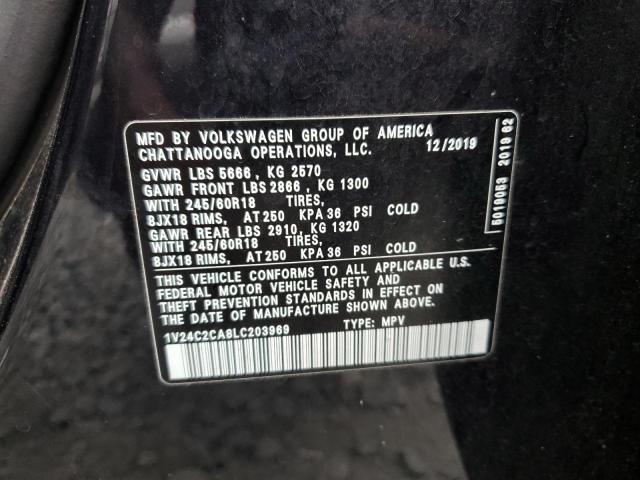 MFD BY VOLKSWAGEN GROUP OF AMERICA
CHATTANOOGA OPERATIONS, LLC. 12/2019
GVWR LBS 5666 , KG 2570
GAWR FRONT LBS 2866 , KG 1300
WITH 245/60R18 TIRES,
8JX18 RIMS, AT 250 KPA 36 PSI COLD
GAWR REAR LBS 2910, KG 1320
WITH 245/60R18 TIRES,
8JX18 RIMS, AT 250 KPA 36 PSI COLD
THIS VEHICLE CONFORMS TO ALL APPLICABLE U.S.
FEDERAL MOTOR VEHICLE SAFETY AND
THEFT PREVENTION STANDARDS IN EFFECT ON
THE DATE OF MANUFACTURE SHOWN ABOVE.
1V24C2CA8LC203969 TYPE: MPV
5019053 2019 62